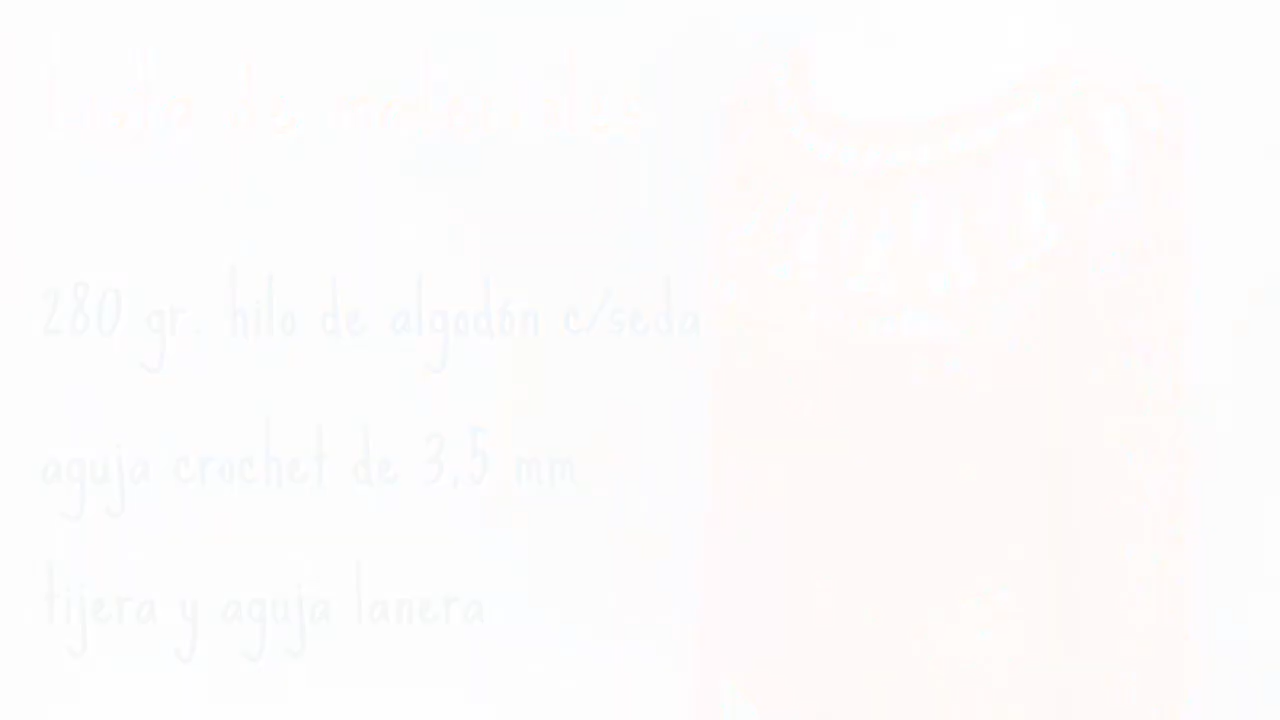 Lista de materiales
280 gr. hilo de algodón c/seda
aguja crochet de 3,5 mm
tijera y aguja lanera